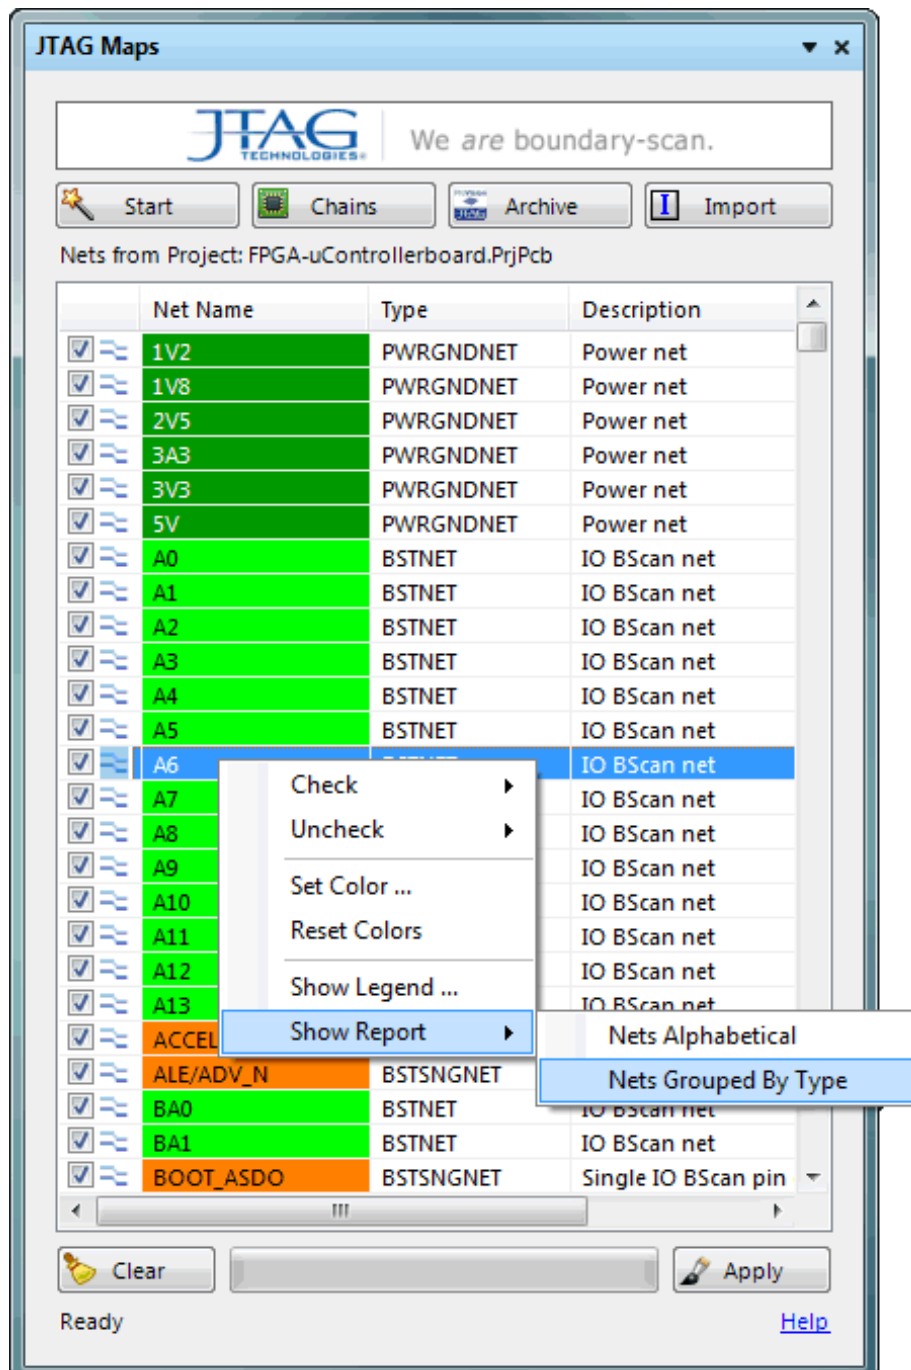 JTAG Maps
JTAG TECHNOLOGIES® We are boundary-scan.
Start Chains Archive Import
Nets from Project: FPGA-uControllerboard.PrjPcb
Net Name Type Description
1V2 PWRGNDNET Power net
1V8 PWRGNDNET Power net
2V5 PWRGNDNET Power net
3A3 PWRGNDNET Power net
3V3 PWRGNDNET Power net
5V PWRGNDNET Power net
A0 BSTNET IO BScan net
A1 BSTNET IO BScan net
A2 BSTNET IO BScan net
A3 BSTNET IO BScan net
A4 BSTNET IO BScan net
A5 BSTNET IO BScan net
A6 IO BScan net
Check
A7 IO BScan net
Uncheck
A8 IO BScan net
A9 IO BScan net
Set Color ...
A10 IO BScan net
Reset Colors
A11 IO BScan net
A12 IO BScan net
Show Legend ...
A13 IO BScan net
Show Report
Nets Alphabetical
ACCEL
ALE/ADV_N BSTSNGNET
Nets Grouped By Type
BA0 BSTNET IO BScan net
BA1 BSTNET IO BScan net
BOOT_ASDO BSTSNGNET Single IO BScan pin
Clear Apply
Ready Help